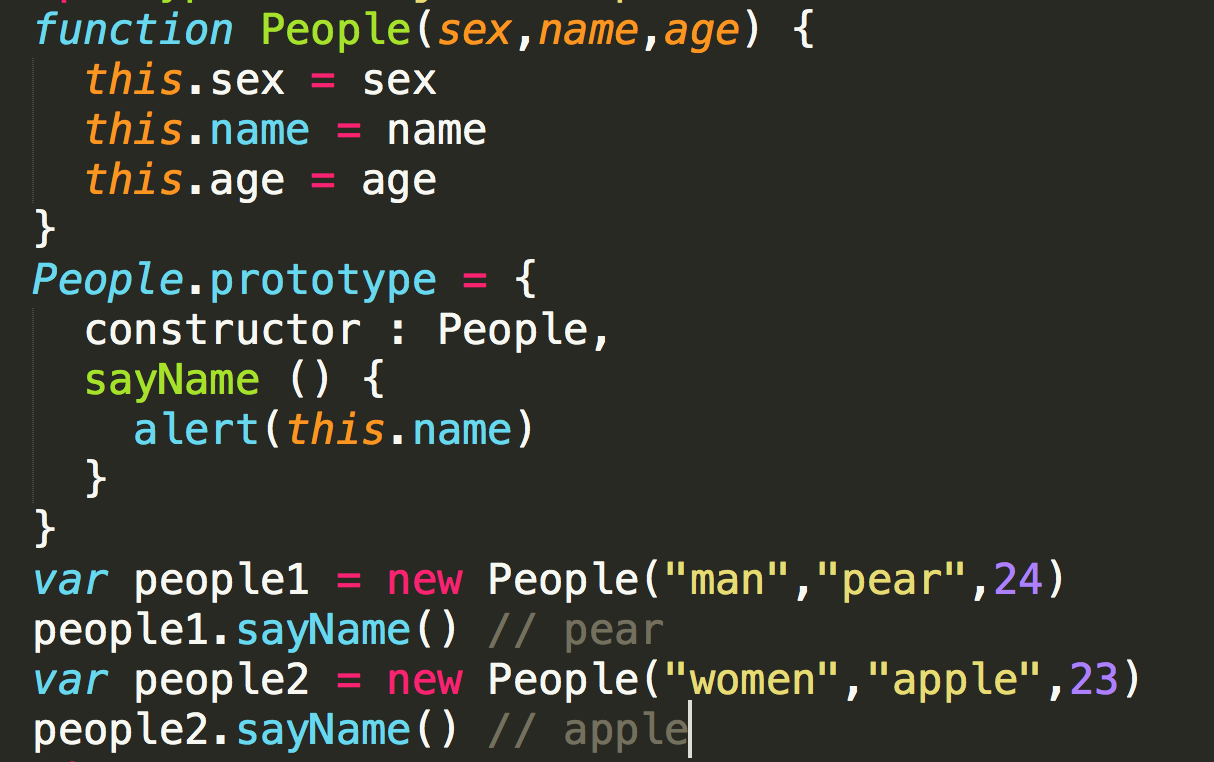 function People(sex,name,age) {
this.sex = sex
this.name = name
this.age = age
}
People.prototype = {
constructor : People,
sayName () {
alert(this.name)
}
}
var people1 = new People("man","pear",24)
people1.sayName() // pear
var people2 = new People("women","apple",23)
people2.sayName() // apple